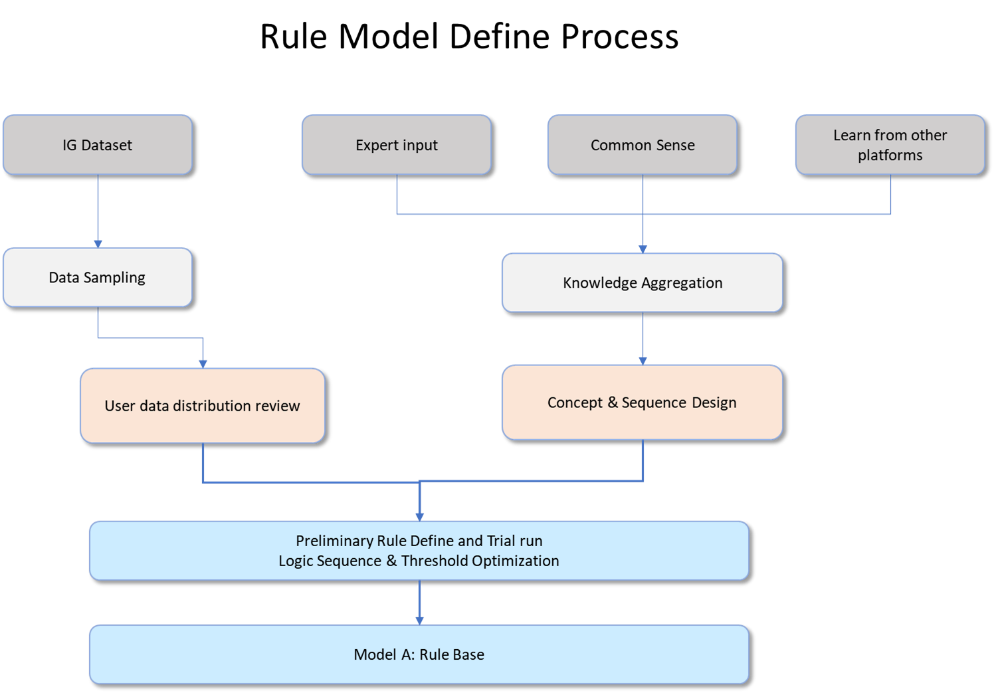 Rule Model Define Process
IG Dataset
Expert input
Common Sense
Learn from other
platforms
Data Sampling
Knowledge Aggregation
User data distribution review
Concept & Sequence Design
Preliminary Rule Define and Trial run
Logic Sequence & Threshold Optimization
Model A: Rule Base